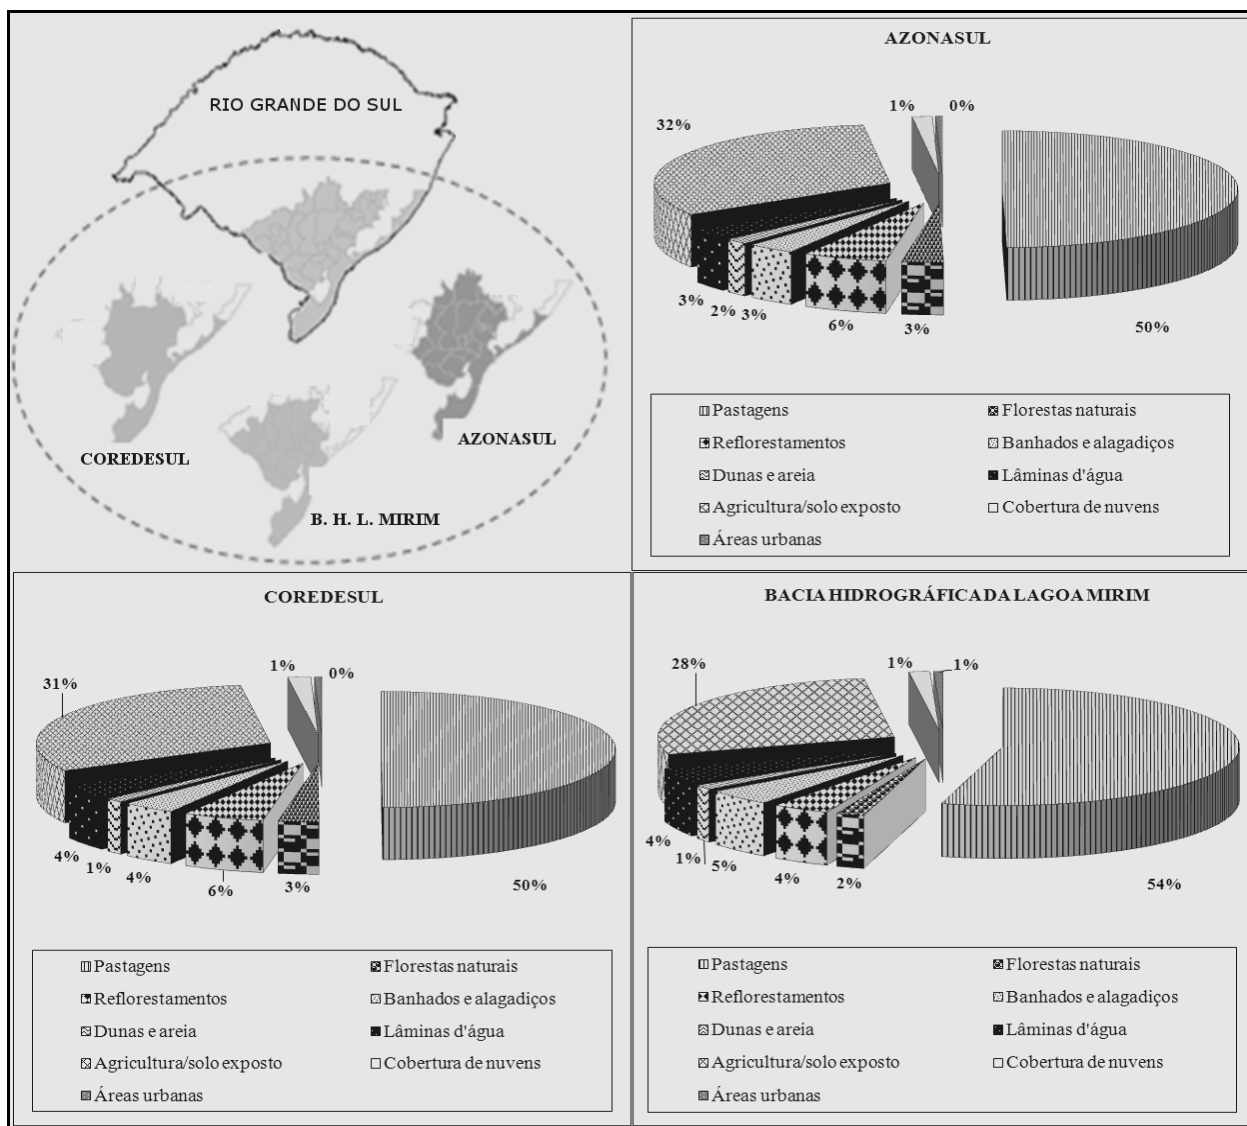 RIO GRANDE DO SUL
COREDESUL
AZONASUL
B. H. L. MIRIM
AZONASUL
1%
0%
32%
3%
2%
3%
6%
3%
50%
Pastagens
Florestas naturais
Reflorestamentos
Banhados e alagadiços
Dunas e areia
Lâminas d'água
Agricultura/solo exposto
Cobertura de nuvens
Áreas urbanas
COREDESUL
1%
0%
31%
4%
1%
4%
6%
3%
50%
Pastagens
Florestas naturais
Reflorestamentos
Banhados e alagadiços
Dunas e areia
Lâminas d'água
Agricultura/solo exposto
Cobertura de nuvens
Áreas urbanas
BACIA HIDROGRÁFICA DA LAGOA MIRIM
28%
1%
1%
4%
1%
5%
4%
2%
54%
Pastagens
Florestas naturais
Reflorestamentos
Banhados e alagadiços
Dunas e areia
Lâminas d'água
Agricultura/solo exposto
Cobertura de nuvens
Áreas urbanas